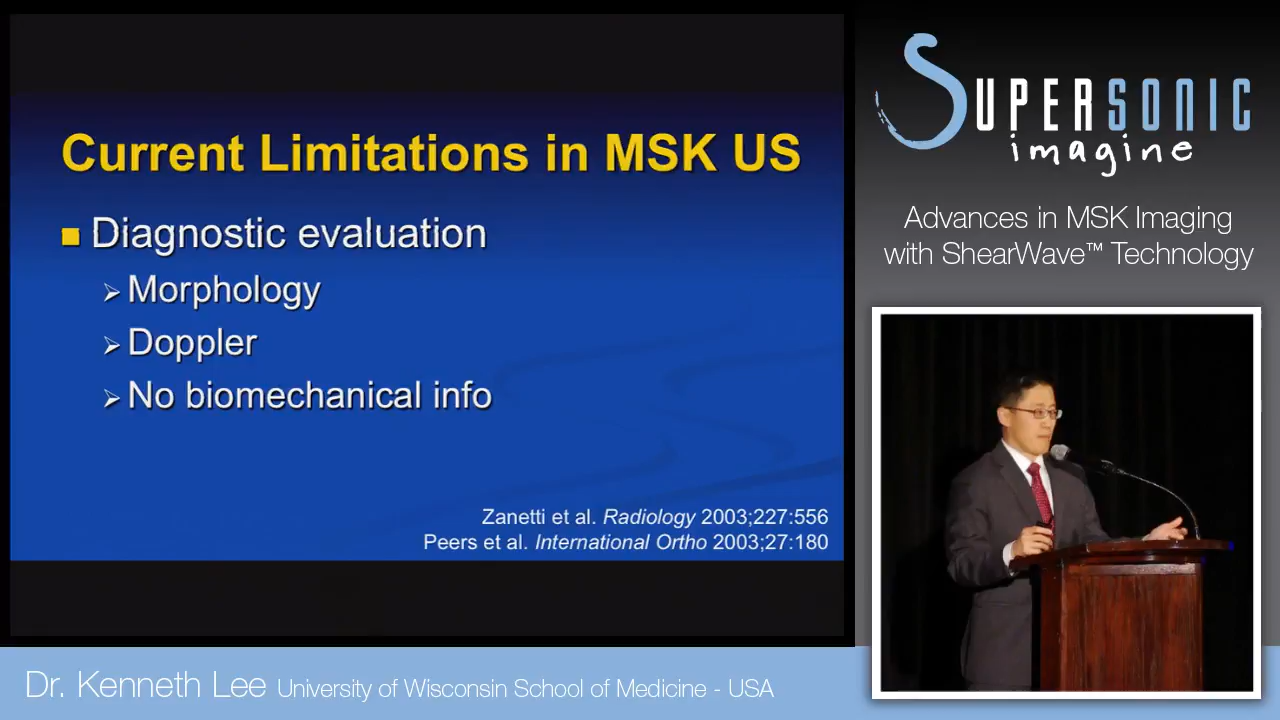 Current Limitations in MSK US
Diagnostic evaluation
Morphology
Doppler
No biomechanical info
Zanetti et al. Radiology 2003;227:556
Peers et al. International Ortho 2003;27:180
SUPERSONIC
imagine
Advances in MSK Imaging
with ShearWave™ Technology
Dr. Kenneth Lee University of Wisconsin School of Medicine - USA